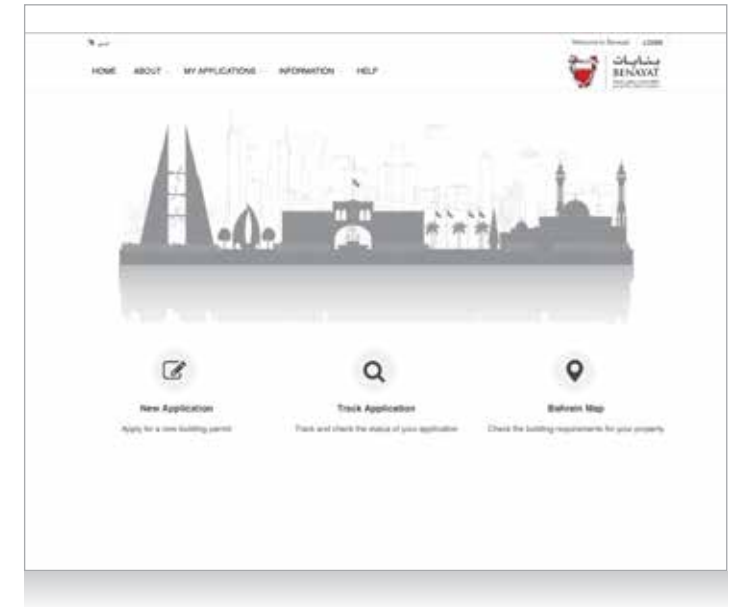 عربي
Welcome to Benayat LOGIN
HOME ABOUT MY APPLICATIONS INFORMATION HELP
بنايات
BENAYAT
New Application
Apply for a new building permit
Track Application
Track and check the status of your application
Bahrain Map
Check the building requirements for your property